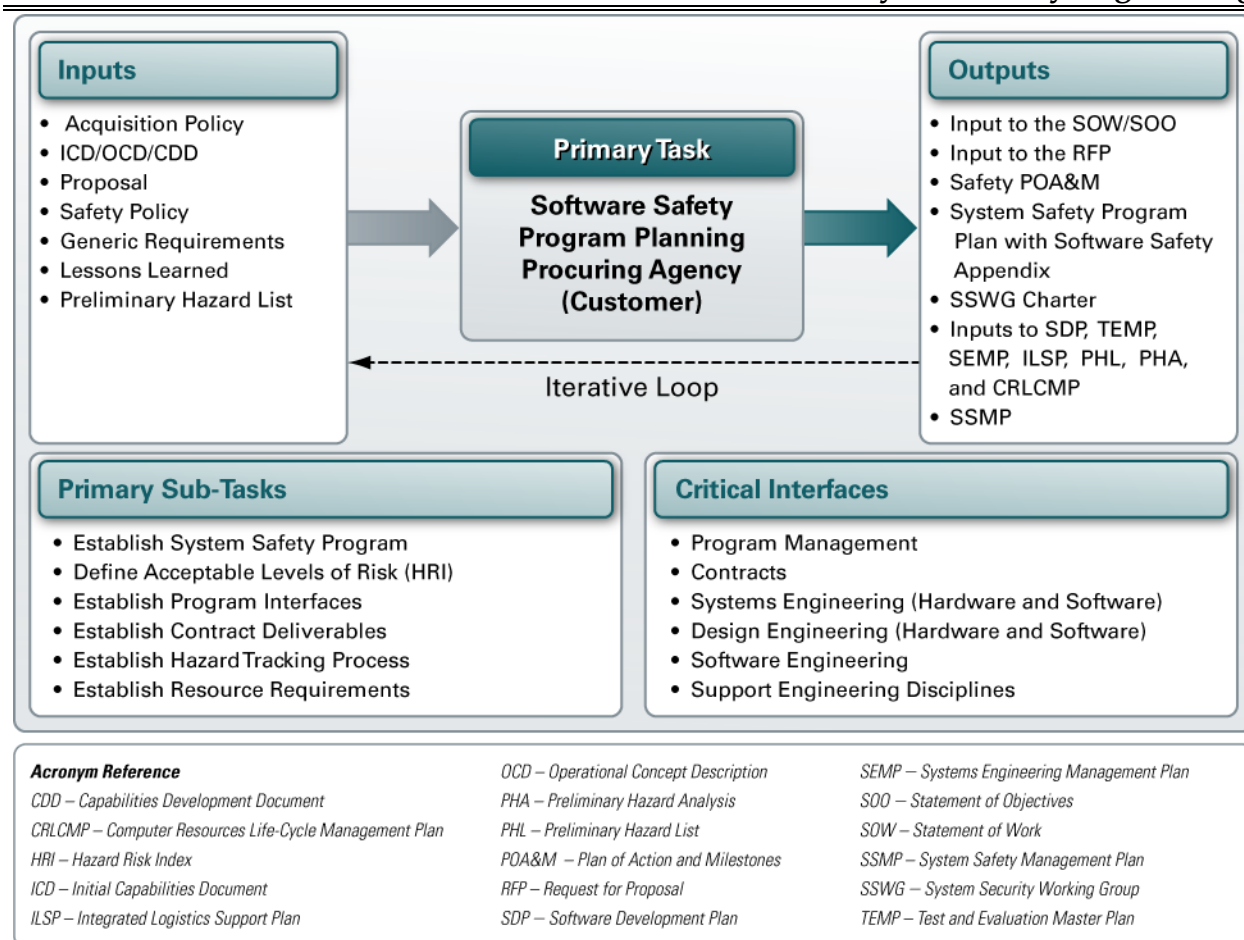 Inputs
• Acquisition Policy
• ICD/OCD/CDD
• Proposal
• Safety Policy
• Generic Requirements
• Lessons Learned
• Preliminary Hazard List
Primary Task
Software Safety
Program Planning
Procuring Agency
(Customer)
Outputs
• Input to the SOW/SOO
• Input to the RFP
• Safety POA&M
• System Safety Program
Plan with Software Safety
Appendix
• SSWG Charter
• Inputs to SDP, TEMP,
SEMP, ILSP, PHL, PHA,
and CRLCMP
• SSMP
Iterative Loop
Primary Sub-Tasks
• Establish System Safety Program
• Define Acceptable Levels of Risk (HRI)
• Establish Program Interfaces
• Establish Contract Deliverables
• Establish Hazard Tracking Process
• Establish Resource Requirements
Critical Interfaces
• Program Management
• Contracts
• Systems Engineering (Hardware and Software)
• Design Engineering (Hardware and Software)
• Software Engineering
• Support Engineering Disciplines
Acronym Reference
CDD – Capabilities Development Document
CRLCMP – Computer Resources Life-Cycle Management Plan
HRI – Hazard Risk Index
ICD – Initial Capabilities Document
ILSP – Integrated Logistics Support Plan
OCD – Operational Concept Description
PHA – Preliminary Hazard Analysis
PHL – Preliminary Hazard List
POA&M – Plan of Action and Milestones
RFP – Request for Proposal
SDP – Software Development Plan
SEMP – Systems Engineering Management Plan
SOO – Statement of Objectives
SOW – Statement of Work
SSMP – System Safety Management Plan
SSWG – System Security Working Group
TEMP – Test and Evaluation Master Plan